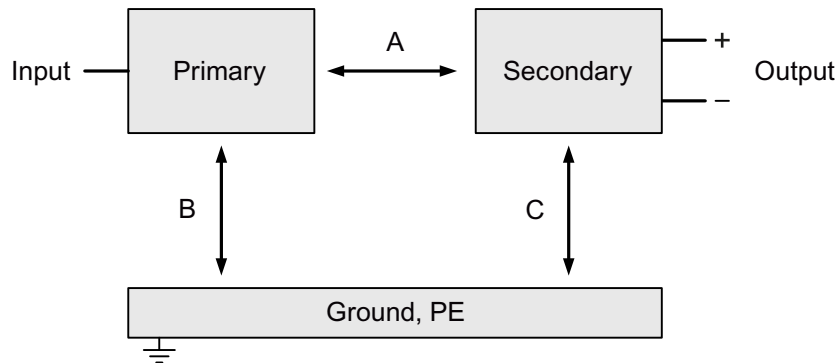 A
Input
Primary
Secondary
+
−
Output
B
C
Ground, PE